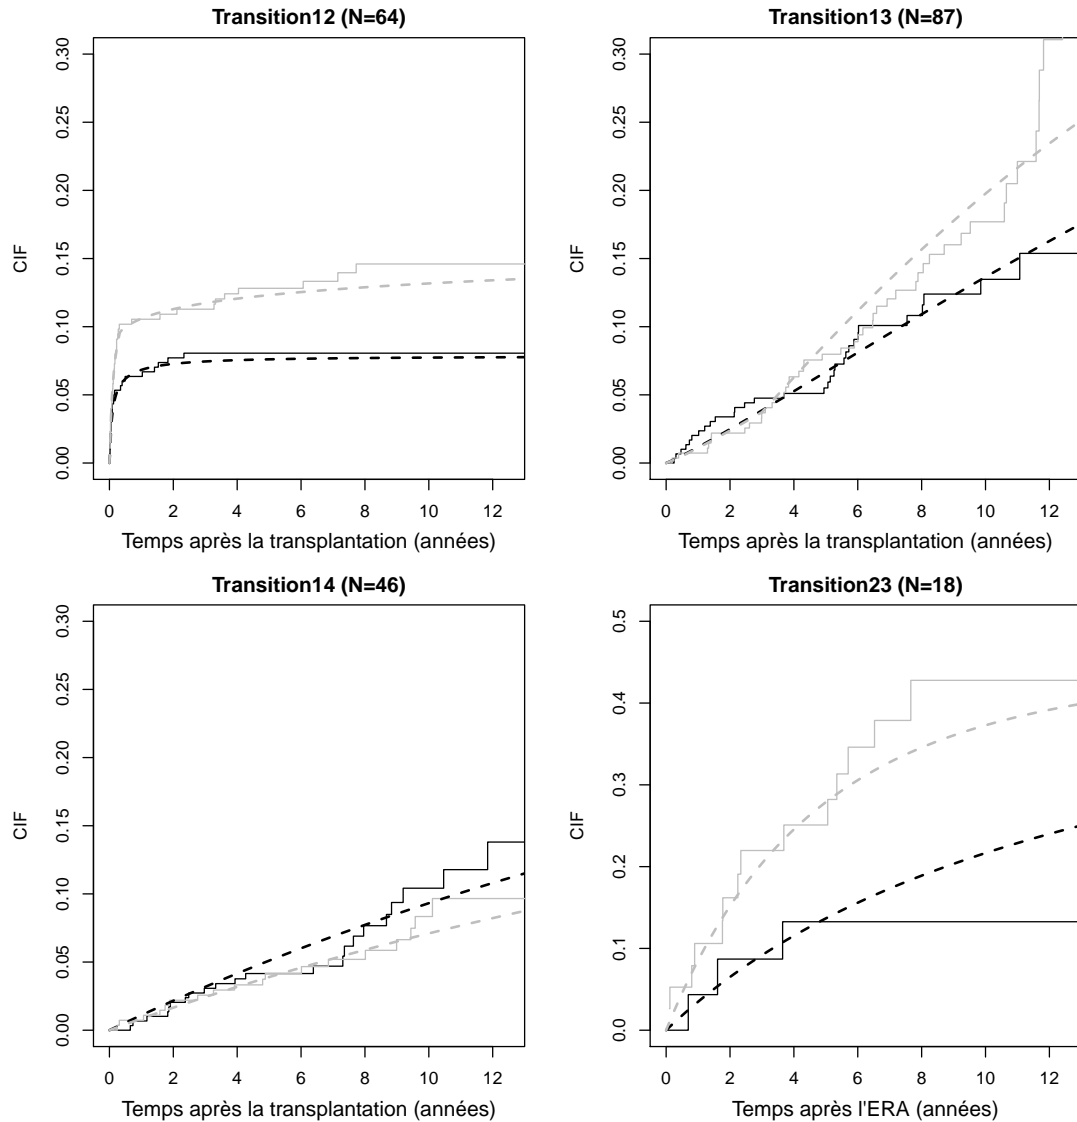 Transition12 (N=64)
CIF
0.30
0.25
0.20
0.15
0.10
0.05
0.00
0 2 4 6 8 10 12
Temps après la transplantation (années)
Transition13 (N=87)
CIF
0.30
0.25
0.20
0.15
0.10
0.05
0.00
0 2 4 6 8 10 12
Temps après la transplantation (années)
Transition14 (N=46)
CIF
0.30
0.25
0.20
0.15
0.10
0.05
0.00
0 2 4 6 8 10 12
Temps après la transplantation (années)
Transition23 (N=18)
CIF
0.5
0.4
0.3
0.2
0.1
0.0
0 2 4 6 8 10 12
Temps après l'ERA (années)